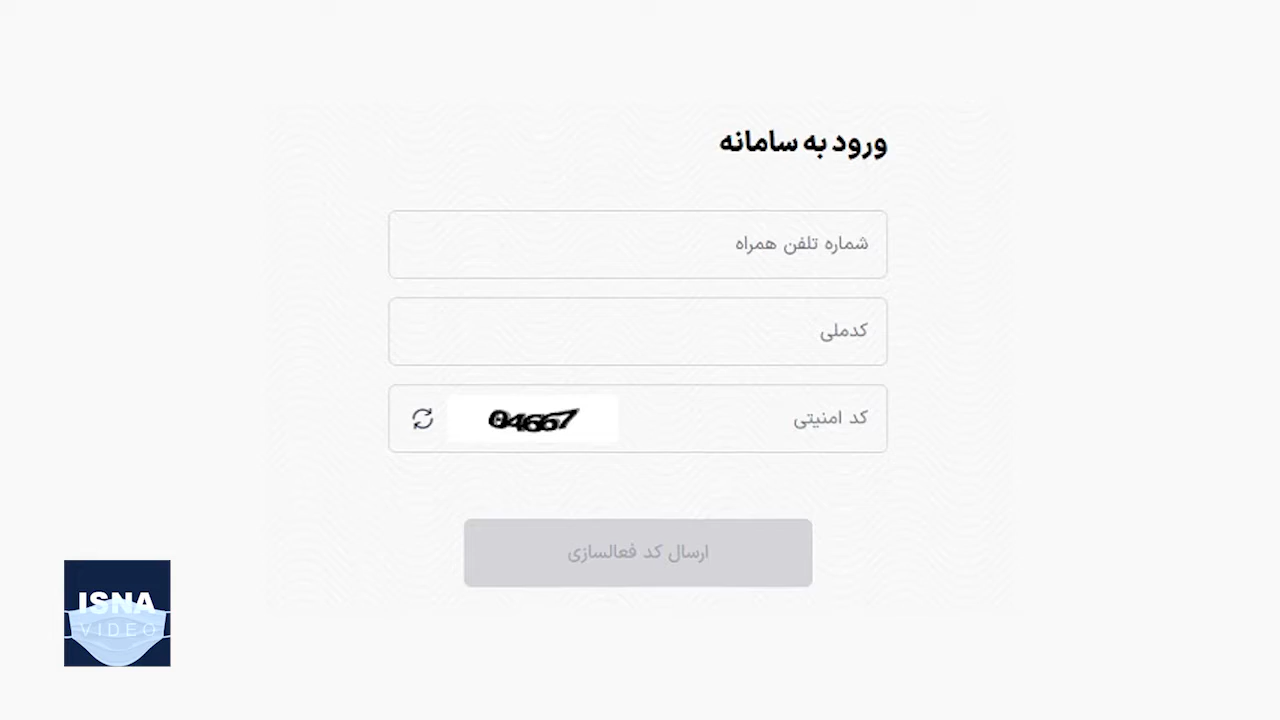 ورود به سامانه
شماره تلفن همراه
کدملی
کد امنیتی
04667
ارسال کد فعالسازی
ISNA
VIDEO